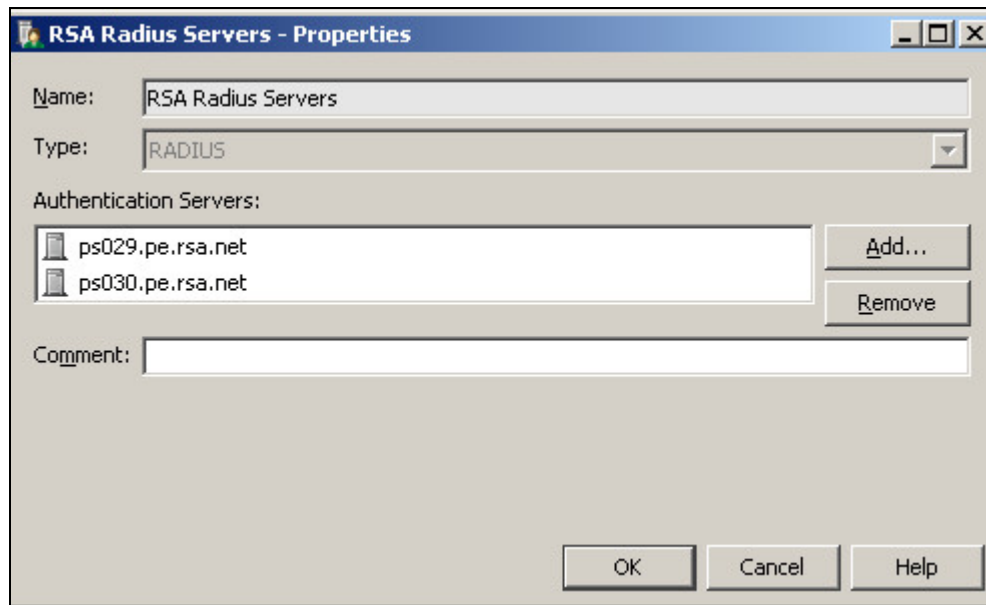 RSA Radius Servers - Properties
Name: RSA Radius Servers
Type: RADIUS
Authentication Servers:
ps029.pe.rsa.net
Add...
ps030.pe.rsa.net
Remove
Comment:
OK Cancel Help